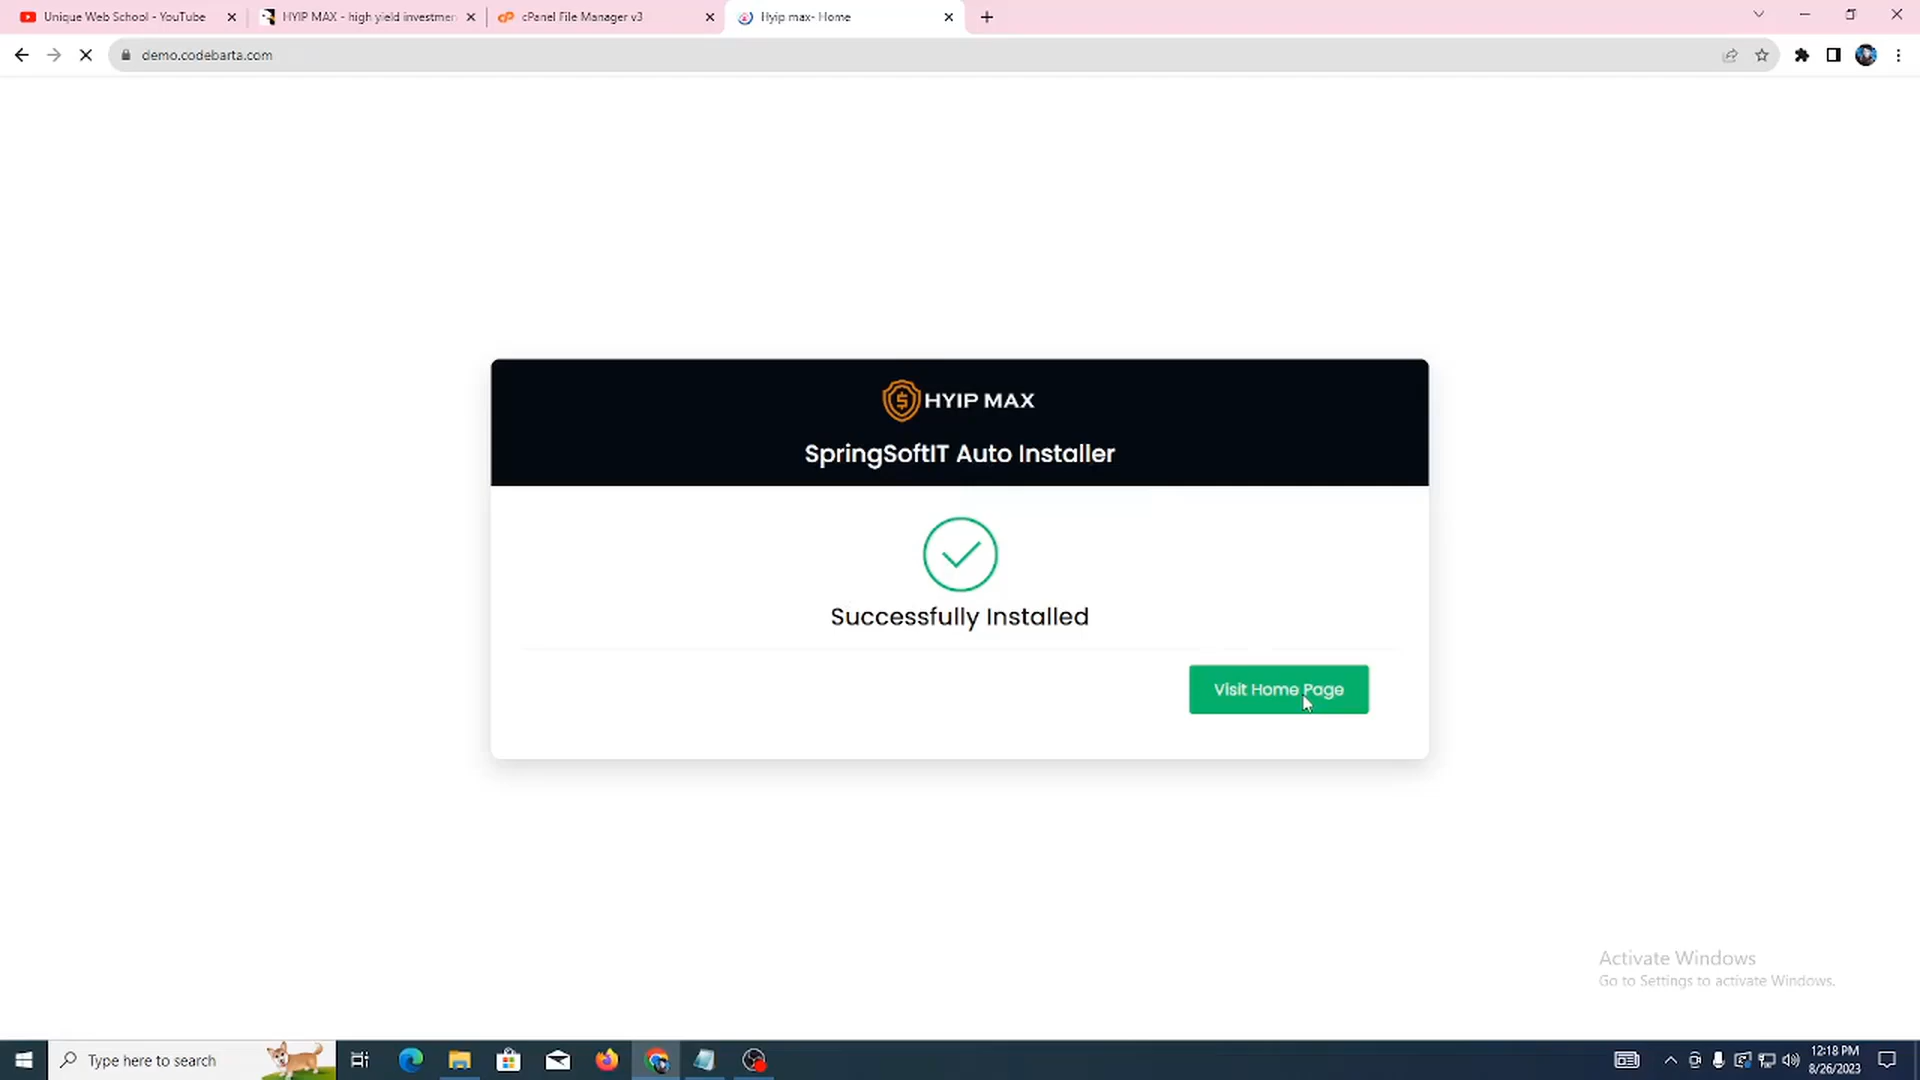 Unique Web School - YouTube
HYIP MAX - high yield investmen
cPanel File Manager v3
Hyip max- Home
demo.codebarta.com
HYIP MAX
SpringSoftIT Auto Installer
Successfully Installed
Visit Home Page
Activate Windows
Go to Settings to activate Windows.
Type here to search
12:18 PM
8/26/2023